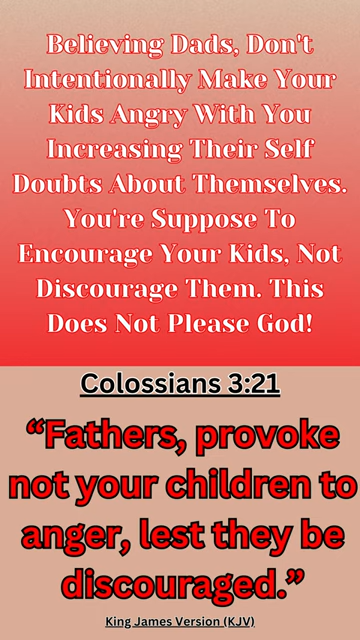 Believing Dads, Don't
Intentionally Make Your
Kids Angry With You
Increasing Their Self
Doubts About Themselves.
You're Suppose To
Encourage Your Kids, Not
Discourage Them. This
Does Not Please God!
Colossians 3:21
“Fathers, provoke
not your children to
anger, lest they be
discouraged.”
King James Version (KJV)